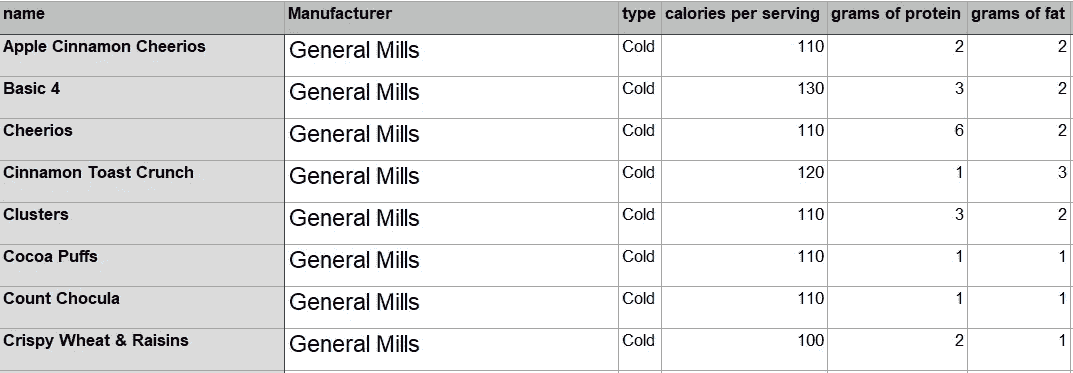 name Manufacturer type calories per serving grams of protein grams of fat
Apple Cinnamon Cheerios General Mills Cold 110 2 2
Basic 4 General Mills Cold 130 3 2
Cheerios General Mills Cold 110 6 2
Cinnamon Toast Crunch General Mills Cold 120 1 3
Clusters General Mills Cold 110 3 2
Cocoa Puffs General Mills Cold 110 1 1
Count Chocula General Mills Cold 110 1 1
Crispy Wheat & Raisins General Mills Cold 100 2 1